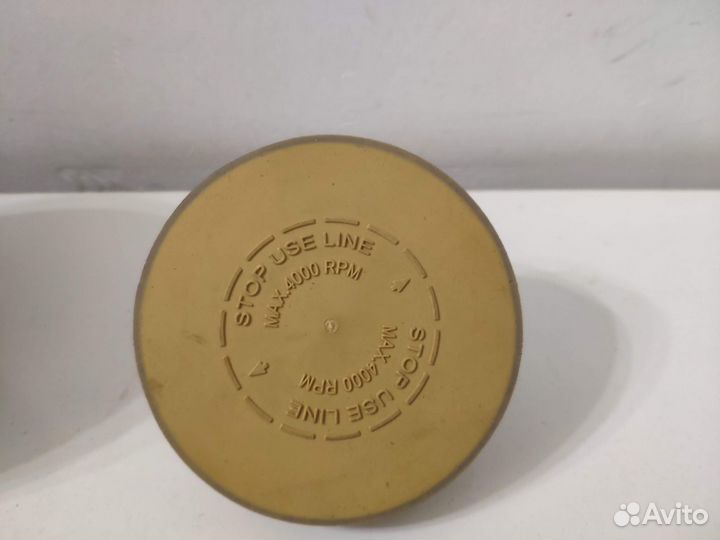 STOP USE LINE
MAX.4000 RPM
MAX.4000 RPM
STOP USE LINE
Avito